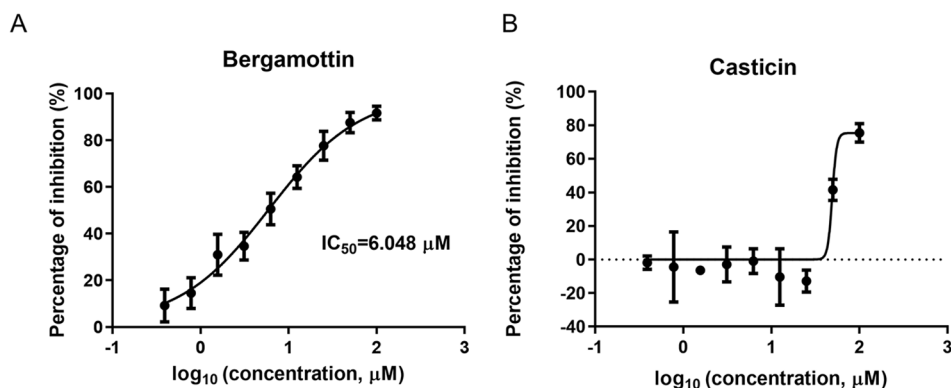 A
Bergamottin
Percentage of inhibition (%)
100
80
60
40
20
0
IC50=6.048 μM
-1
0
1
2
3
log10 (concentration, μM)
B
Casticin
Percentage of inhibition (%)
100
80
60
40
20
0
-20
-40
-1
0
1
2
3
log10 (concentration, μM)